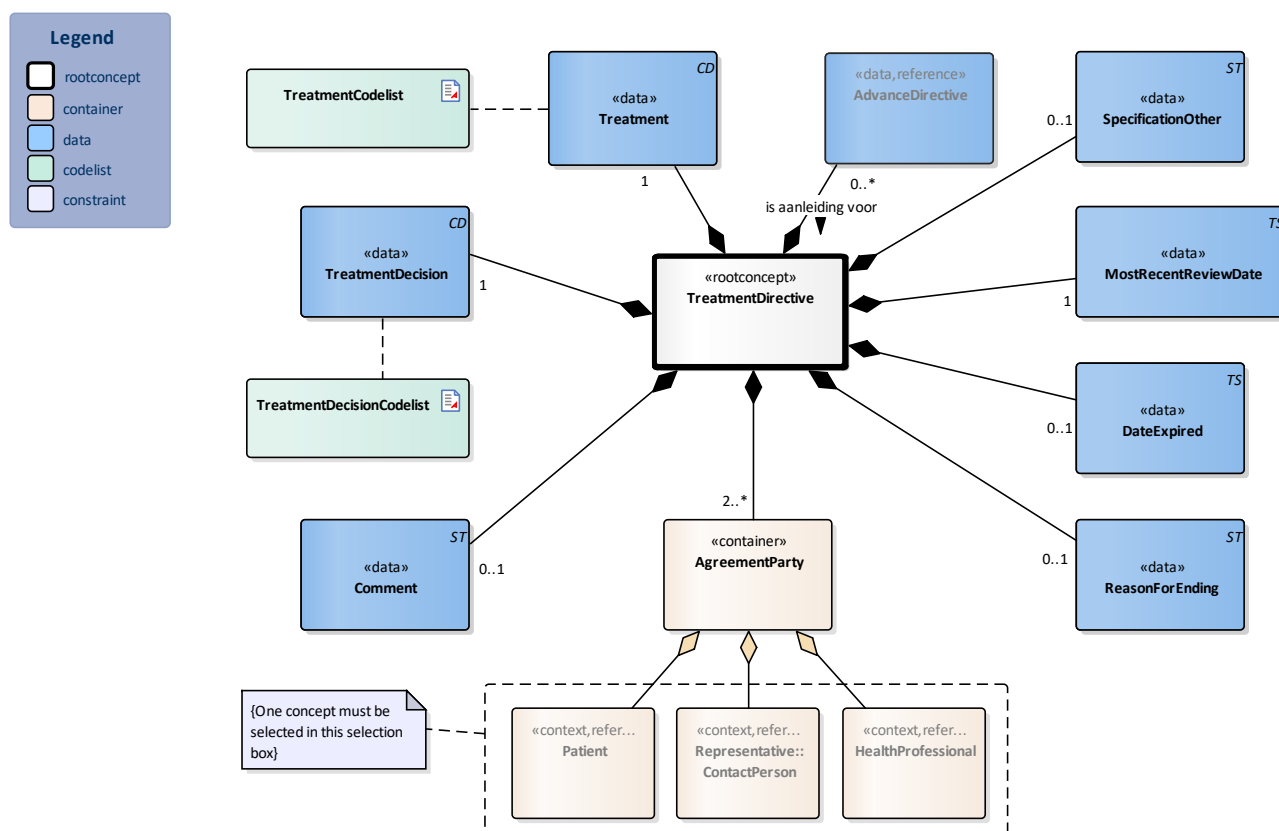 Legend
rootconcept
container
data
codelist
constraint
TreatmentCodelist
CD
«data»
Treatment
1
«data,reference»
AdvanceDirective
0..*
is aanleiding voor
ST
«data»
SpecificationOther
0..1
CD
«data»
TreatmentDecision
1
«rootconcept»
TreatmentDirective
TS
«data»
MostRecentReviewDate
1
TreatmentDecisionCodelist
TS
«data»
DateExpired
0..1
ST
«data»
Comment
0..1
2..*
«container»
AgreementParty
ST
«data»
ReasonForEnding
0..1
{One concept must be
selected in this selection
box}
«context,refer...
Patient
«context,refer...
Representative::
ContactPerson
«context,refer...
HealthProfessional